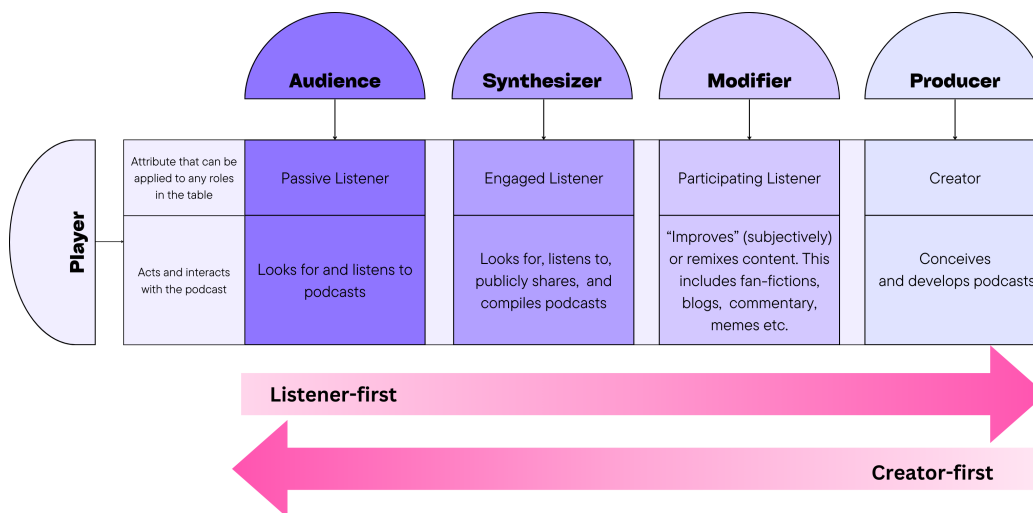 Audience
Synthesizer
Modifier
Producer
Player
Attribute that can be
applied to any roles
in the table
Passive Listener
Engaged Listener
Participating Listener
Creator
Acts and interacts
with the podcast
Looks for and listens to
podcasts
Looks for, listens to,
publicly shares, and
compiles podcasts
“Improves” (subjectively)
or remixes content. This
includes fan-fictions,
blogs, commentary,
memes etc.
Conceives
and develops podcasts
Listener-first
Creator-first